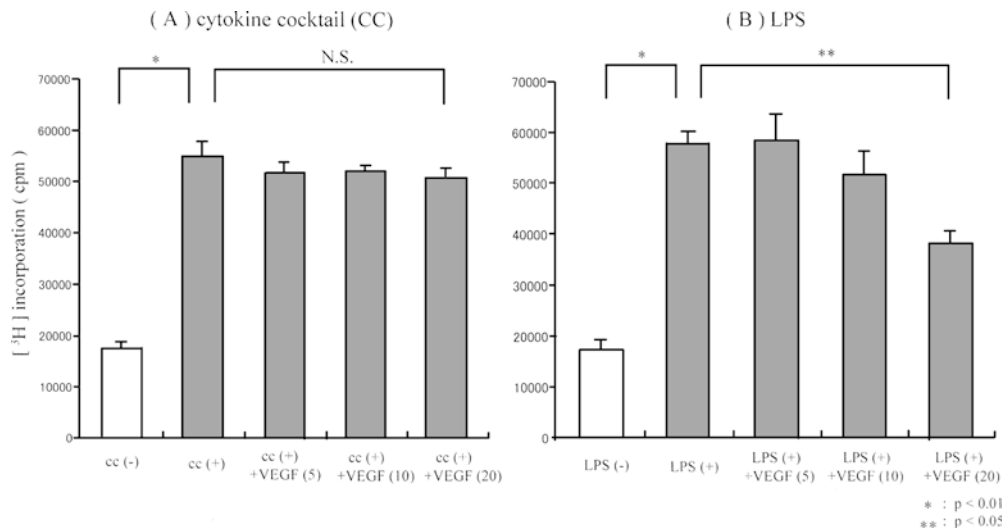 ( A ) cytokine cocktail (CC)
*
N.S.
[ ³H ] incorporation ( cpm )
70000
60000
50000
40000
30000
20000
10000
0
cc (-)
cc (+)
cc (+)
+VEGF (5)
cc (+)
+VEGF (10)
cc (+)
+VEGF (20)
( B ) LPS
*
**
70000
60000
50000
40000
30000
20000
10000
0
LPS (-)
LPS (+)
LPS (+)
+VEGF (5)
LPS (+)
+VEGF (10)
LPS (+)
+VEGF (20)
* : p < 0.01
** : p < 0.05